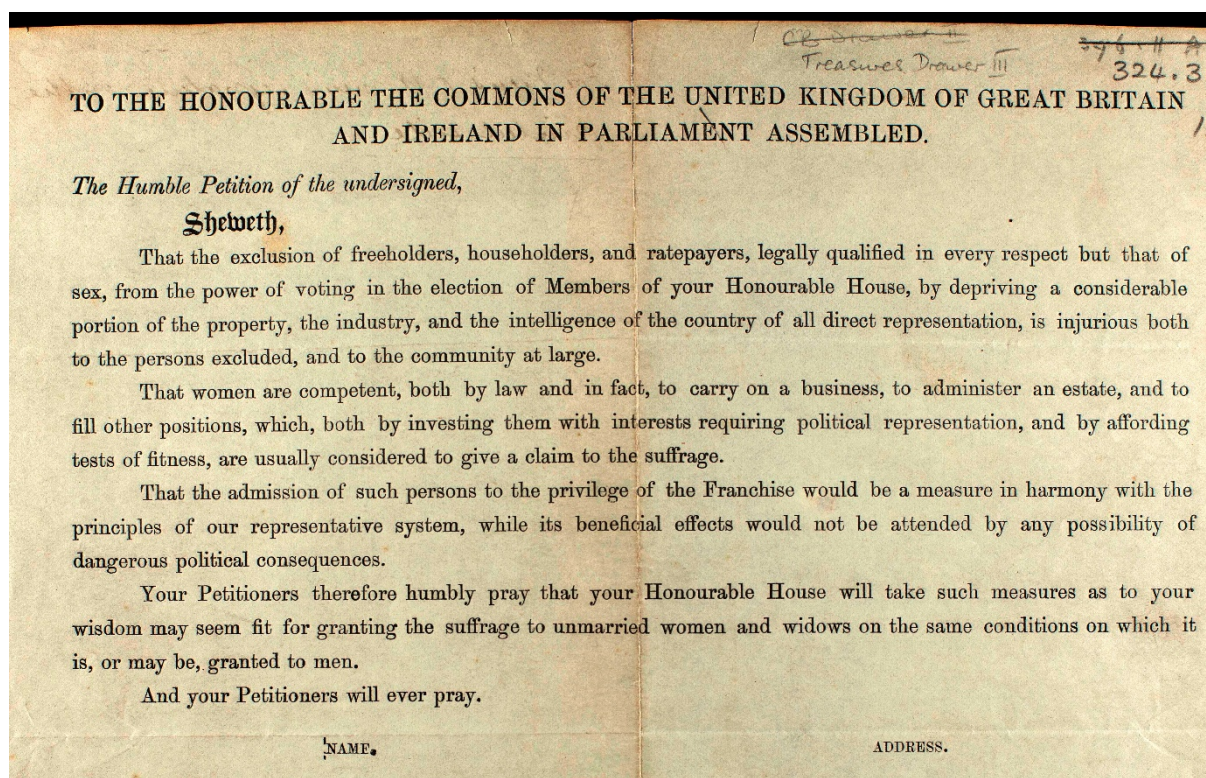 CB Drawer II
Treasures Drawer III
324.3
TO THE HONOURABLE THE COMMONS OF THE UNITED KINGDOM OF GREAT BRITAIN
AND IRELAND IN PARLIAMENT ASSEMBLED.
The Humble Petition of the undersigned,
Sheweth,
That the exclusion of freeholders, householders, and ratepayers, legally qualified in every respect but that of
sex, from the power of voting in the election of Members of your Honourable House, by depriving a considerable
portion of the property, the industry, and the intelligence of the country of all direct representation, is injurious both
to the persons excluded, and to the community at large.
That women are competent, both by law and in fact, to carry on a business, to administer an estate, and to
fill other positions, which, both by investing them with interests requiring political representation, and by affording
tests of fitness, are usually considered to give a claim to the suffrage.
That the admission of such persons to the privilege of the Franchise would be a measure in harmony with the
principles of our representative system, while its beneficial effects would not be attended by any possibility of
dangerous political consequences.
Your Petitioners therefore humbly pray that your Honourable House will take such measures as to your
wisdom may seem fit for granting the suffrage to unmarried women and widows on the same conditions on which it
is, or may be, granted to men.
And your Petitioners will ever pray.
NAME.
ADDRESS.